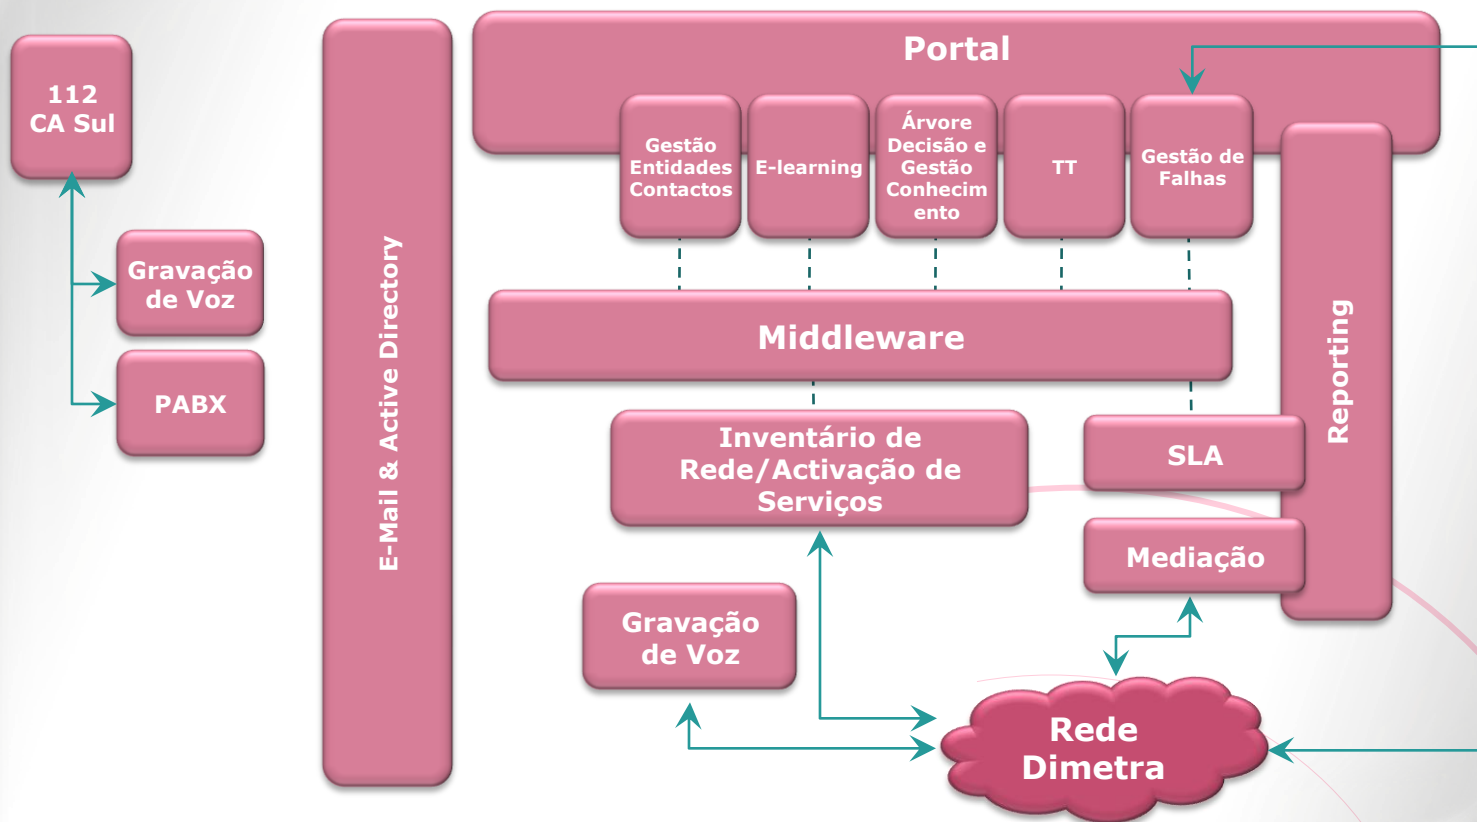 112
CA Sul
Gravação
de Voz
PABX
E-Mail & Active Directory
Portal
Gestão
Entidades
Contactos
E-learning
Árvore
Decisão e
Gestão
Conhecim
ento
TT
Gestão de
Falhas
Middleware
Reporting
Inventário de
Rede/Activação de
Serviços
SLA
Mediação
Gravação
de Voz
Rede
Dimetra